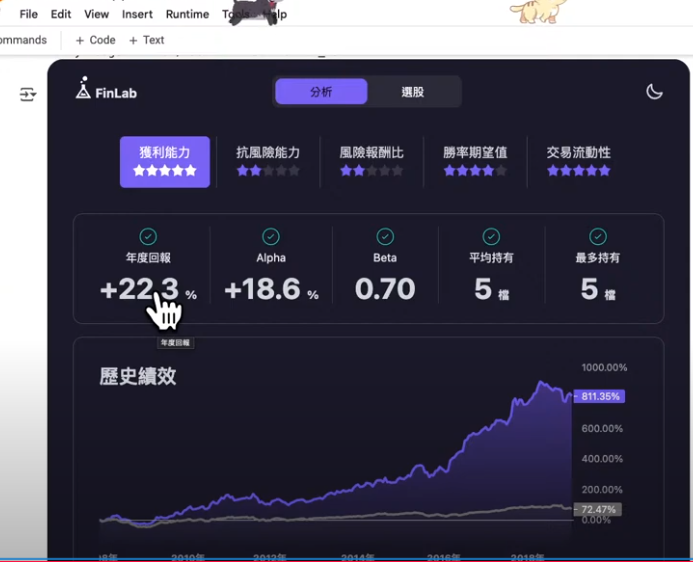 File Edit View Insert Runtime Tools Help
ommands + Code + Text
FinLab
分析 選股
獲利能力 抗風險能力 風險報酬比 勝率期望值 交易流動性
年度回報 Alpha Beta 平均持有 最多持有
+22.3 % +18.6 % 0.70 5 檔 5 檔
年度回報
歷史績效
1000.00%
811.35%
600.00%
400.00%
200.00%
72.47%
0.00%
8年 2010年 2012年 2014年 2016年 2018年